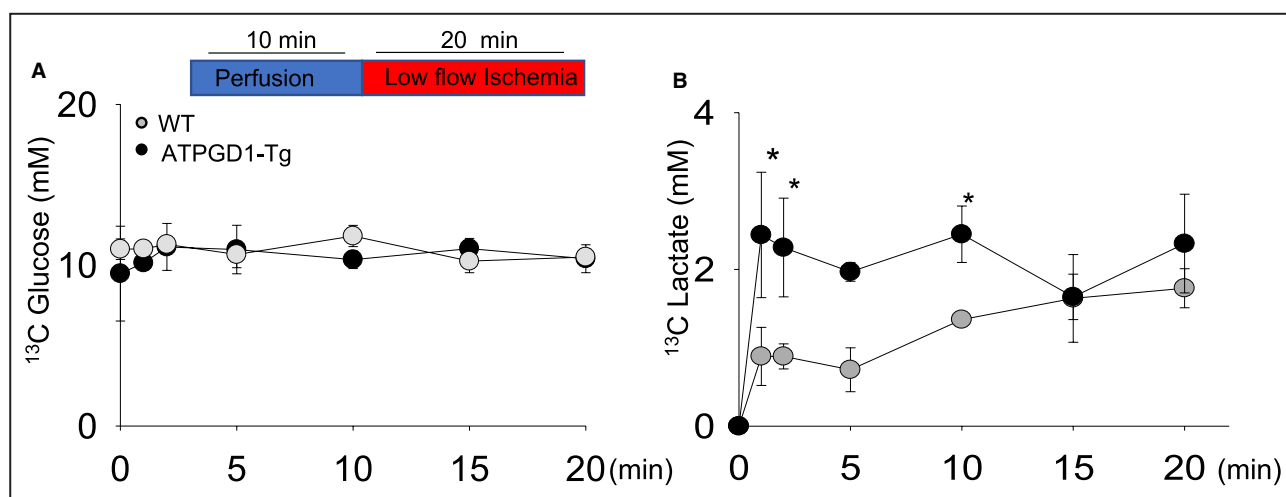 10 min
20 min
A
Perfusion
Low flow Ischemia
WT
ATPGD1-Tg
¹³C Glucose (mM)
20
10
0
0 5 10 15 20 (min)
B
¹³C Lactate (mM)
4
2
0
* * *
0 5 10 15 20 (min)